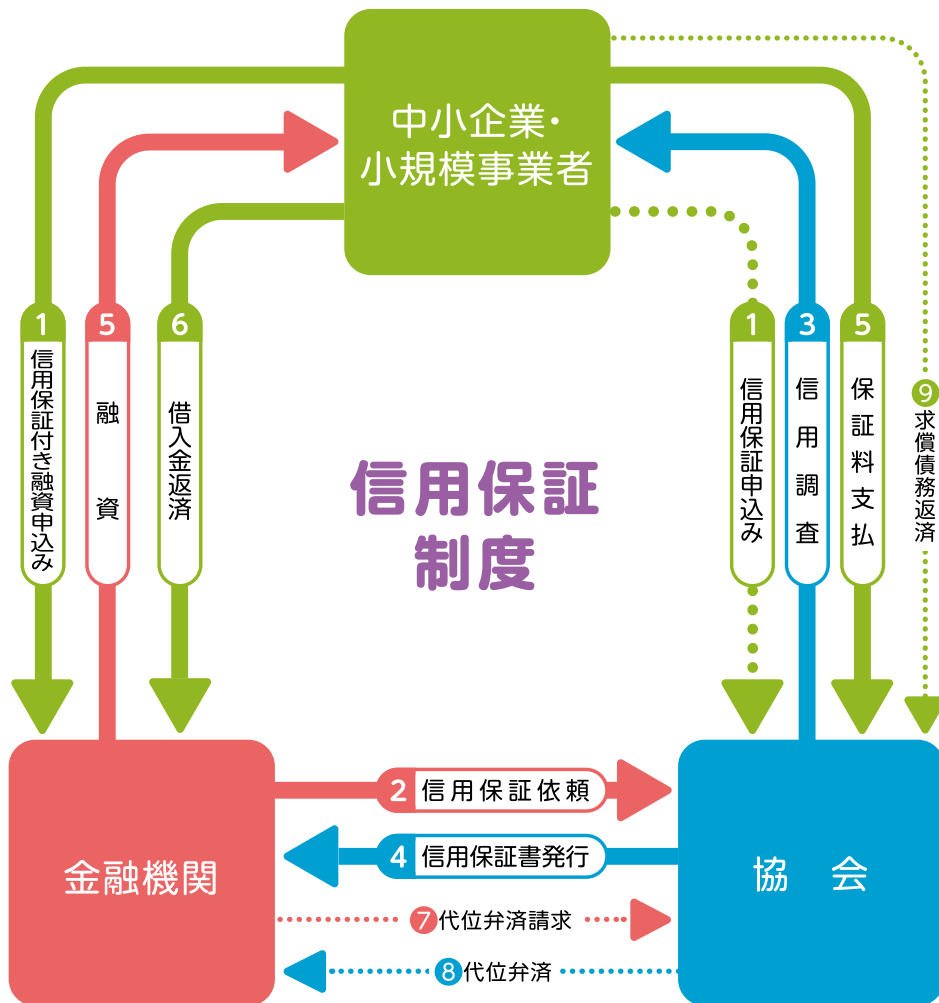 中小企業・
小規模事業者
1 信用保証付き融資申込み
5 融資
6 借入金返済
1 信用保証申込み
3 信用調査
5 保証料支払
9 求償債務返済
信用保証
制度
2 信用保証依頼
4 信用保証書発行
7 代位弁済請求
8 代位弁済
金融機関
協会